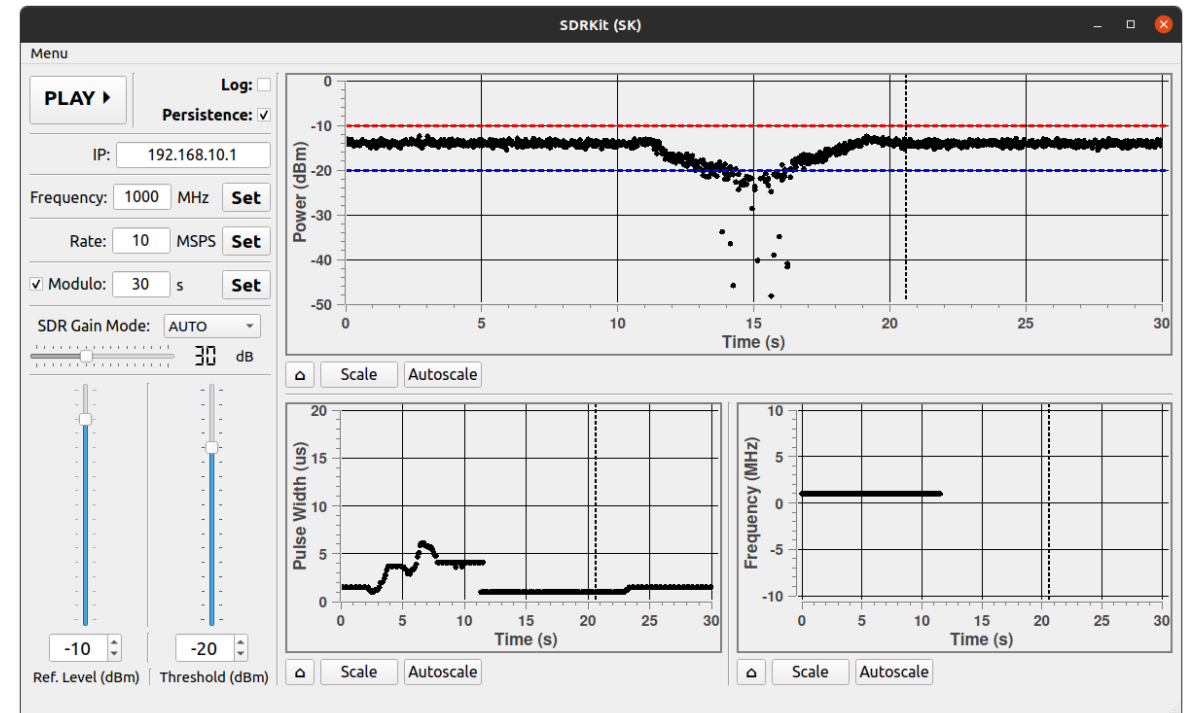 SDRKit (SK)
Menu
PLAY
Log:
Persistence:
IP: 192.168.10.1
Frequency: 1000 MHz Set
Rate: 10 MSPS Set
Modulo: 30 s Set
SDR Gain Mode: AUTO
30 dB
-10 -20
Ref. Level (dBm) Threshold (dBm)
Power (dBm)
0
-10
-20
-30
-40
-50
0 5 10 15 20 25 30
Time (s)
Scale Autoscale
Pulse Width (us)
20
15
10
5
0
0 5 10 15 20 25 30
Time (s)
Scale Autoscale
Frequency (MHz)
10
5
0
-5
-10
0 5 10 15 20 25 30
Time (s)
Scale Autoscale